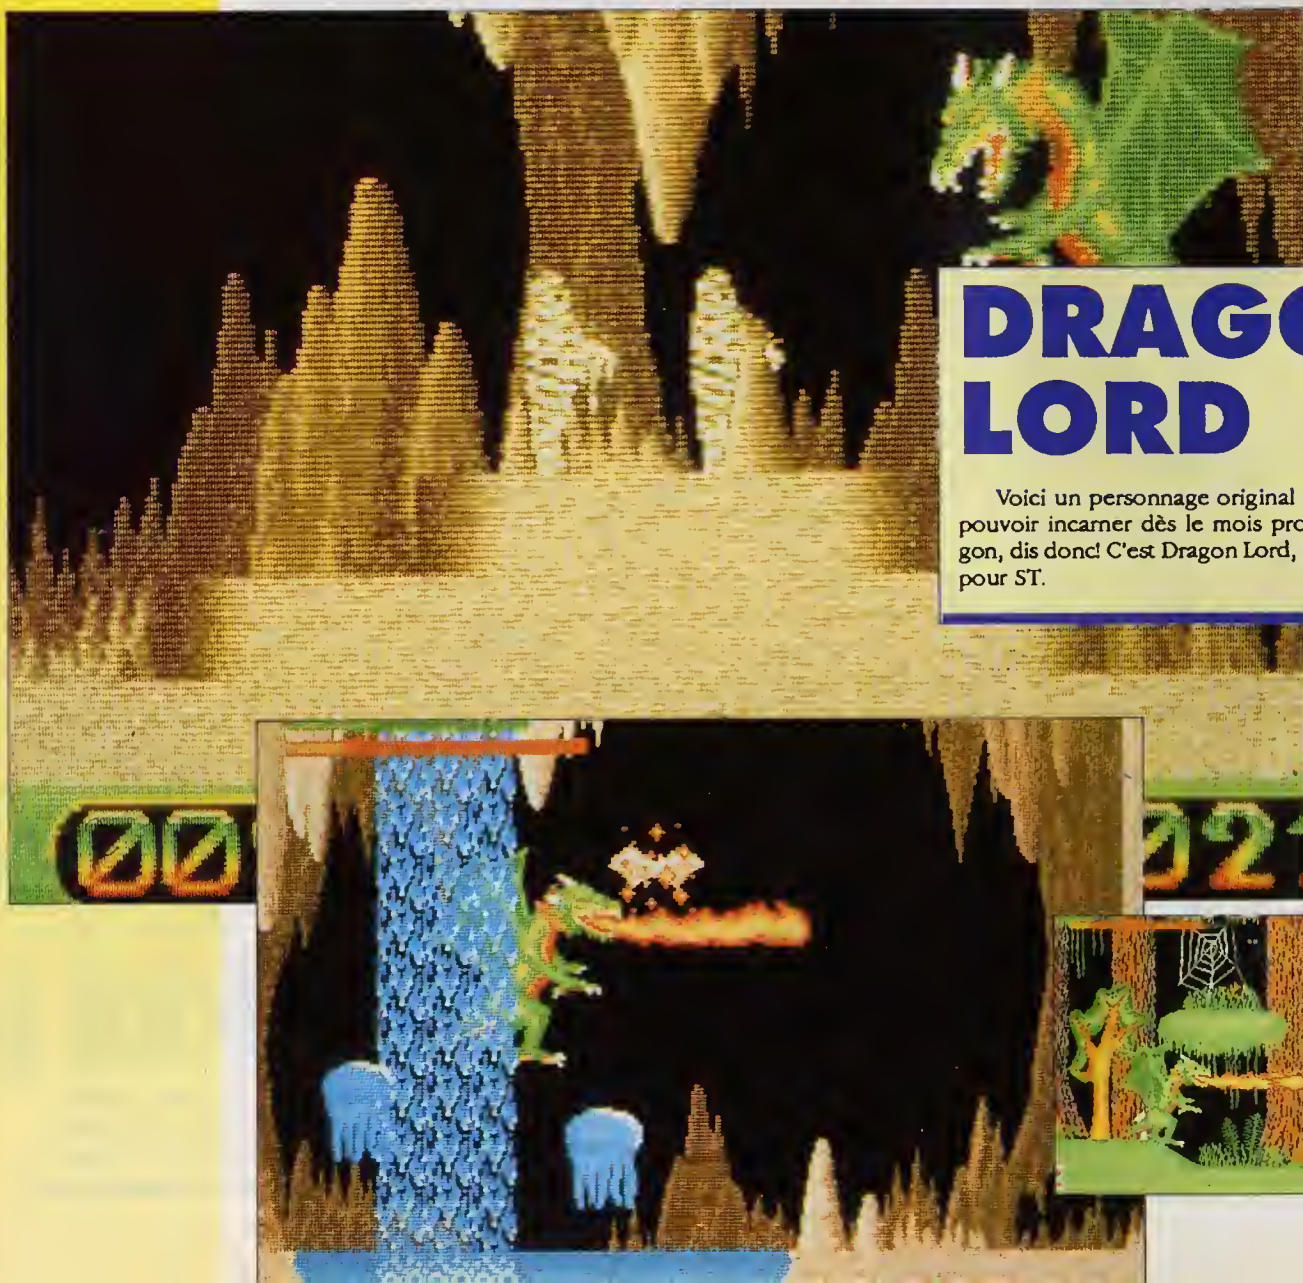 DRAGO
LORD
Voici un personnage original
pouvoir incarner dès le mois pro
gon, dis donc! C'est Dragon Lord,
pour ST.
00
021